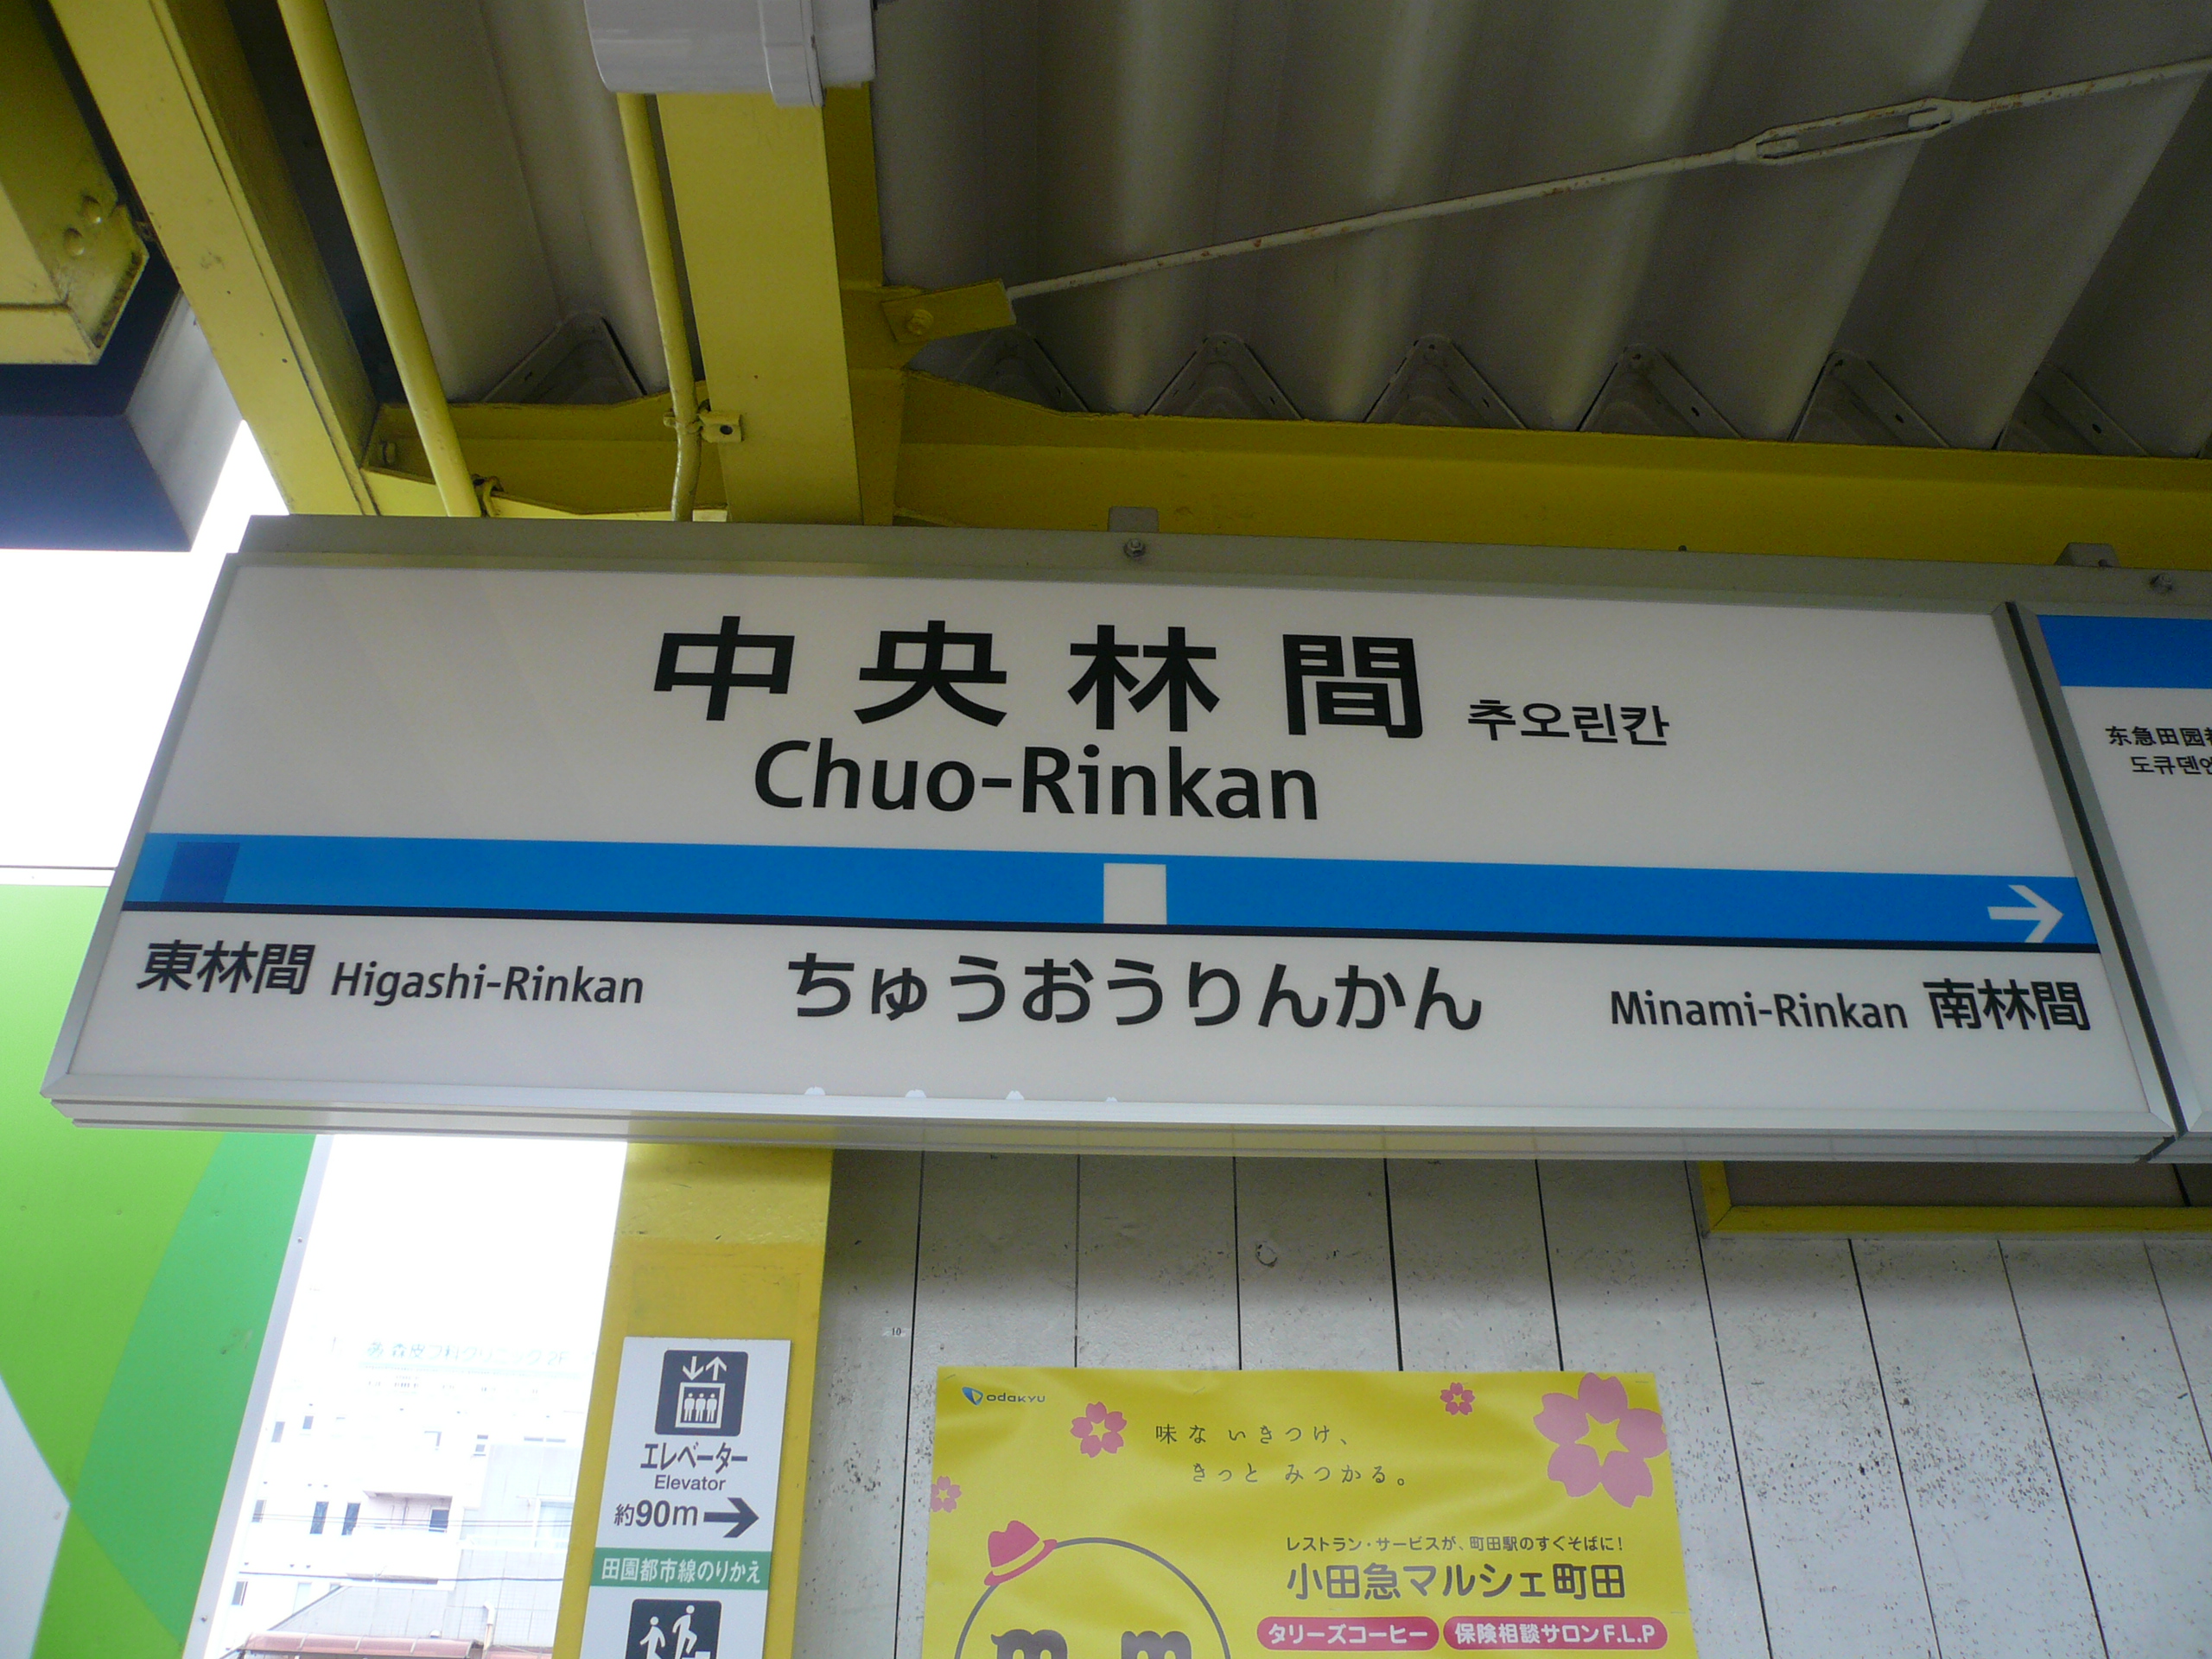 中央林間 추오린칸
Chuo-Rinkan
东急田园
도큐덴엔
東林間 Higashi-Rinkan
ちゅうおうりんかん
Minami-Rinkan 南林間
10
エレベーター
Elevator
約90m→
田園都市線のりかえ
odakyu
味な いきつけ、
きっと みつかる。
レストラン・サービスが、町田駅のすぐそばに!
小田急マルシェ町田
タリーズコーヒー 保険相談サロンF.L.P